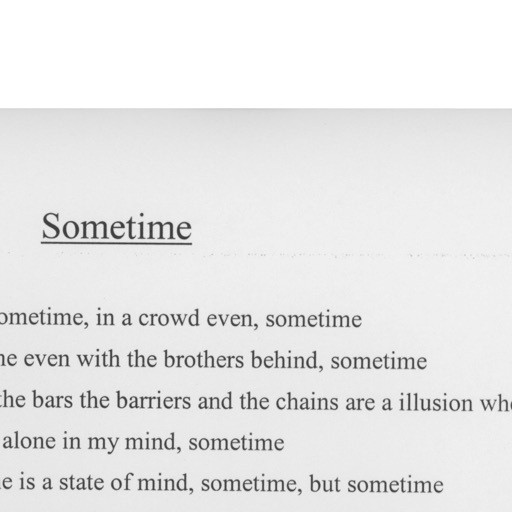 Sometime
ometime, in a crowd even, sometime
ne even with the brothers behind, sometime
the bars the barriers and the chains are a illusion
alone in my mind, sometime
e is a state of mind, sometime, but sometime